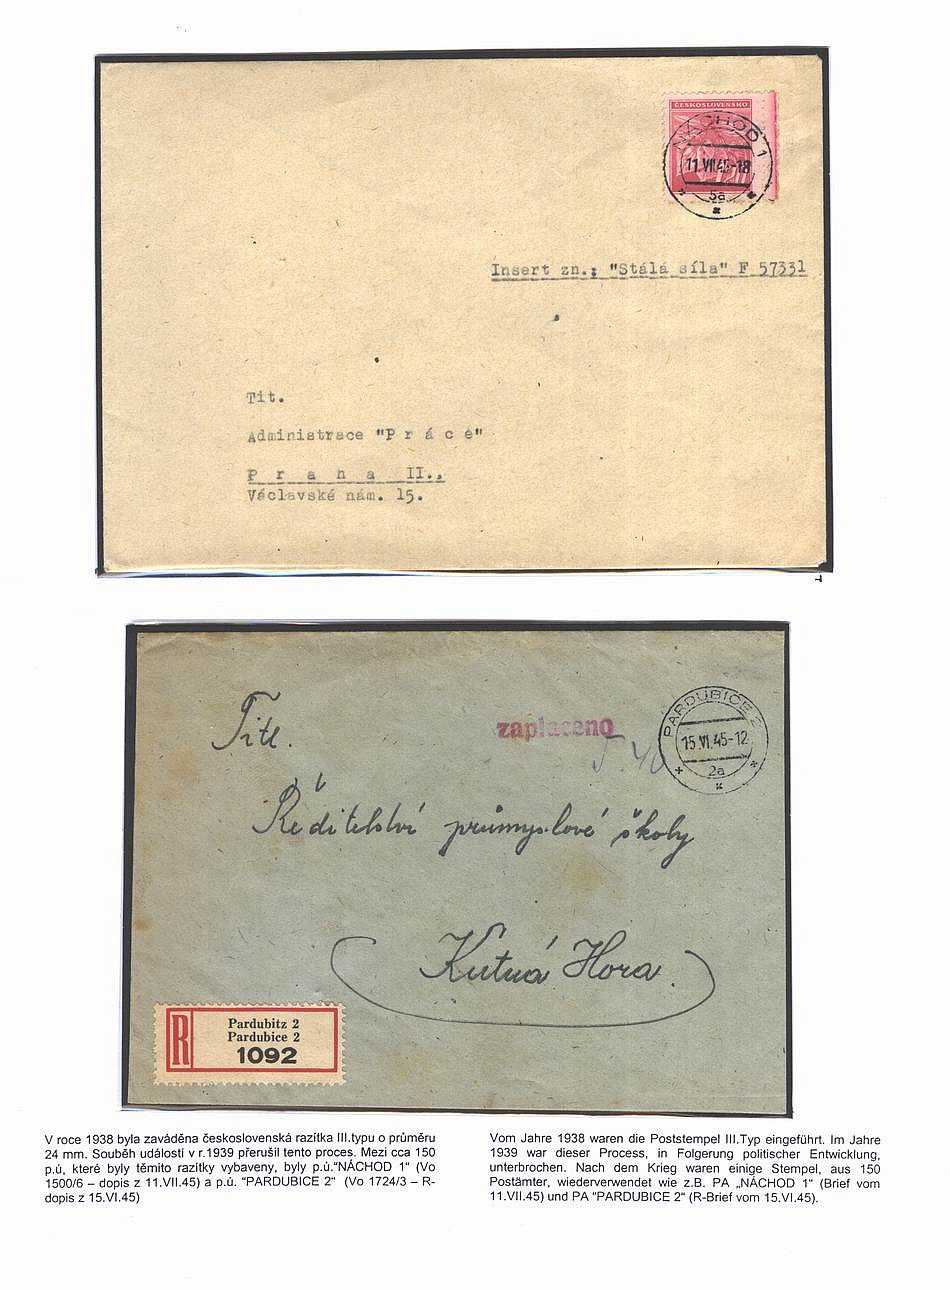 ČESKOSLOVENSKO
NÁCHOD 1
11.VII.45-18
5a
Insert zn.: "Stálá síla" F 57331
Tit.
Administrace "P r á c e"
P r a h a II.,
Václavské nám. 15.
PARDUBICE 2
15.VI.45-12
2a
zaplaceno
5.40
Titl.
Ředitelství průmyslové školy
Kutná Hora.
R
Pardubitz 2
Pardubice 2
1092
V roce 1938 byla zaváděna československá razítka III.typu o průměru
24 mm. Souběh událostí v r.1939 přerušil tento proces. Mezi cca 150
p.ú, které byly těmito razítky vybaveny, byly p.ú.“NÁCHOD 1“ (Vo
1500/6 – dopis z 11.VII.45) a p.ú. “PARDUBICE 2“ (Vo 1724/3 – R-
dopis z 15.VI.45)
Vom Jahre 1938 waren die Poststempel III.Typ eingeführt. Im Jahre
1939 war dieser Process, in Folgerung politischer Entwicklung,
unterbrochen. Nach dem Krieg waren einige Stempel, aus 150
Postämter, wiederverwendet wie z.B. PA „NÁCHOD 1“ (Brief vom
11.VII.45) und PA “PARDUBICE 2“ (R-Brief vom 15.VI.45).